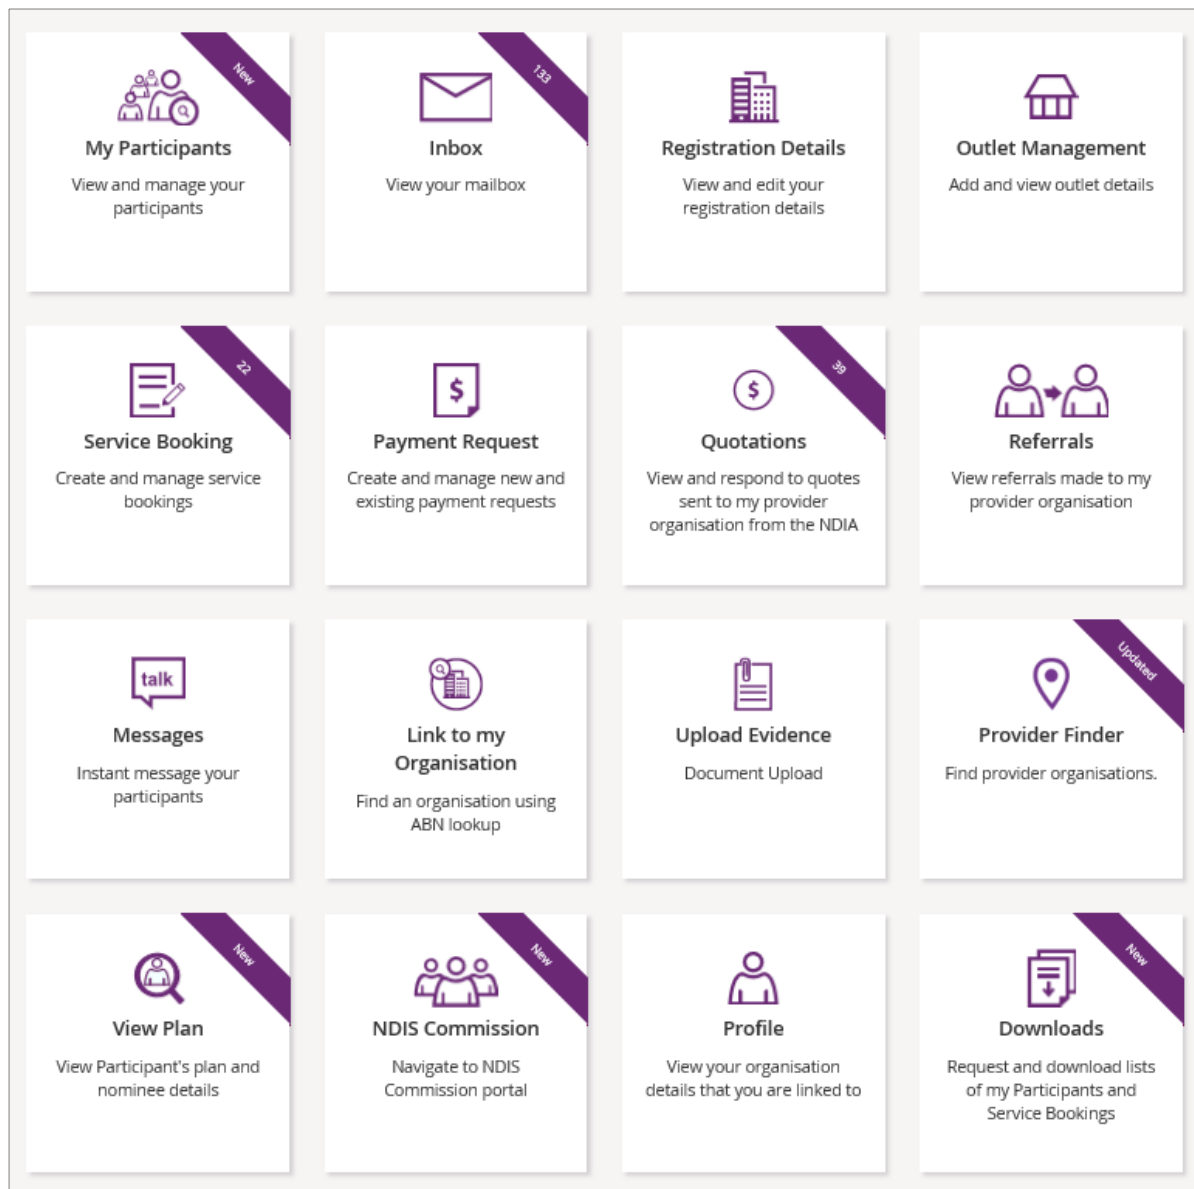 New
My Participants
View and manage your
participants
133
Inbox
View your mailbox
Registration Details
View and edit your
registration details
Outlet Management
Add and view outlet details
22
Service Booking
Create and manage service
bookings
$
Payment Request
Create and manage new and
existing payment requests
39
$
Quotations
View and respond to quotes
sent to my provider
organisation from the NDIA
Referrals
View referrals made to my
provider organisation
talk
Messages
Instant message your
participants
Link to my
Organisation
Find an organisation using
ABN lookup
Upload Evidence
Document Upload
Updated
Provider Finder
Find provider organisations.
New
View Plan
View Participant's plan and
nominee details
New
NDIS Commission
Navigate to NDIS
Commission portal
Profile
View your organisation
details that you are linked to
New
Downloads
Request and download lists
of my Participants and
Service Bookings